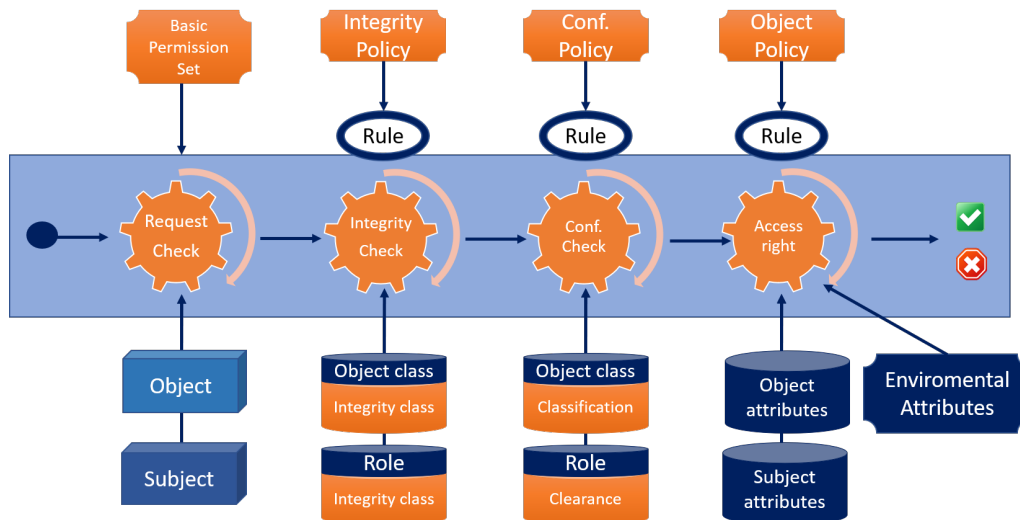 Basic
Permission
Set
Integrity
Policy
Conf.
Policy
Object
Policy
Rule
Rule
Rule
Request
Check
Integrity
Check
Conf.
Check
Access
right
Object
Subject
Object class
Integrity class
Role
Integrity class
Object class
Classification
Role
Clearance
Object
attributes
Subject
attributes
Enviromental
Attributes